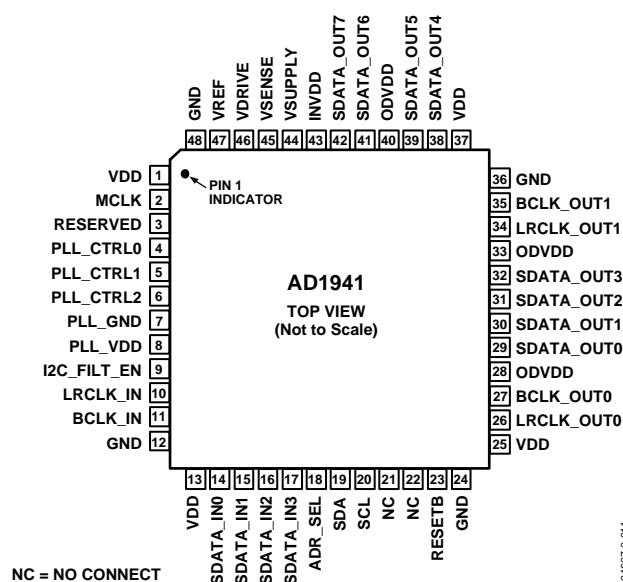 GND
VREF
VDRIVE
VSENSE
VSUPPLY
INVDD
SDATA_OUT7
SDATA_OUT6
ODVDD
SDATA_OUT5
SDATA_OUT4
VDD
48 47 46 45 44 43 42 41 40 39 38 37
VDD 1
MCLK 2
RESERVED 3
PLL_CTRL0 4
PLL_CTRL1 5
PLL_CTRL2 6
PLL_GND 7
PLL_VDD 8
I2C_FILT_EN 9
LRCLK_IN 10
BCLK_IN 11
GND 12
PIN 1
INDICATOR
AD1941
TOP VIEW
(Not to Scale)
36 GND
35 BCLK_OUT1
34 LRCLK_OUT1
33 ODVDD
32 SDATA_OUT3
31 SDATA_OUT2
30 SDATA_OUT1
29 SDATA_OUT0
28 ODVDD
27 BCLK_OUT0
26 LRCLK_OUT0
25 VDD
13 14 15 16 17 18 19 20 21 22 23 24
VDD
SDATA_IN0
SDATA_IN1
SDATA_IN2
SDATA_IN3
ADR_SEL
SDA
SCL
NC
NC
RESETB
GND
NC = NO CONNECT